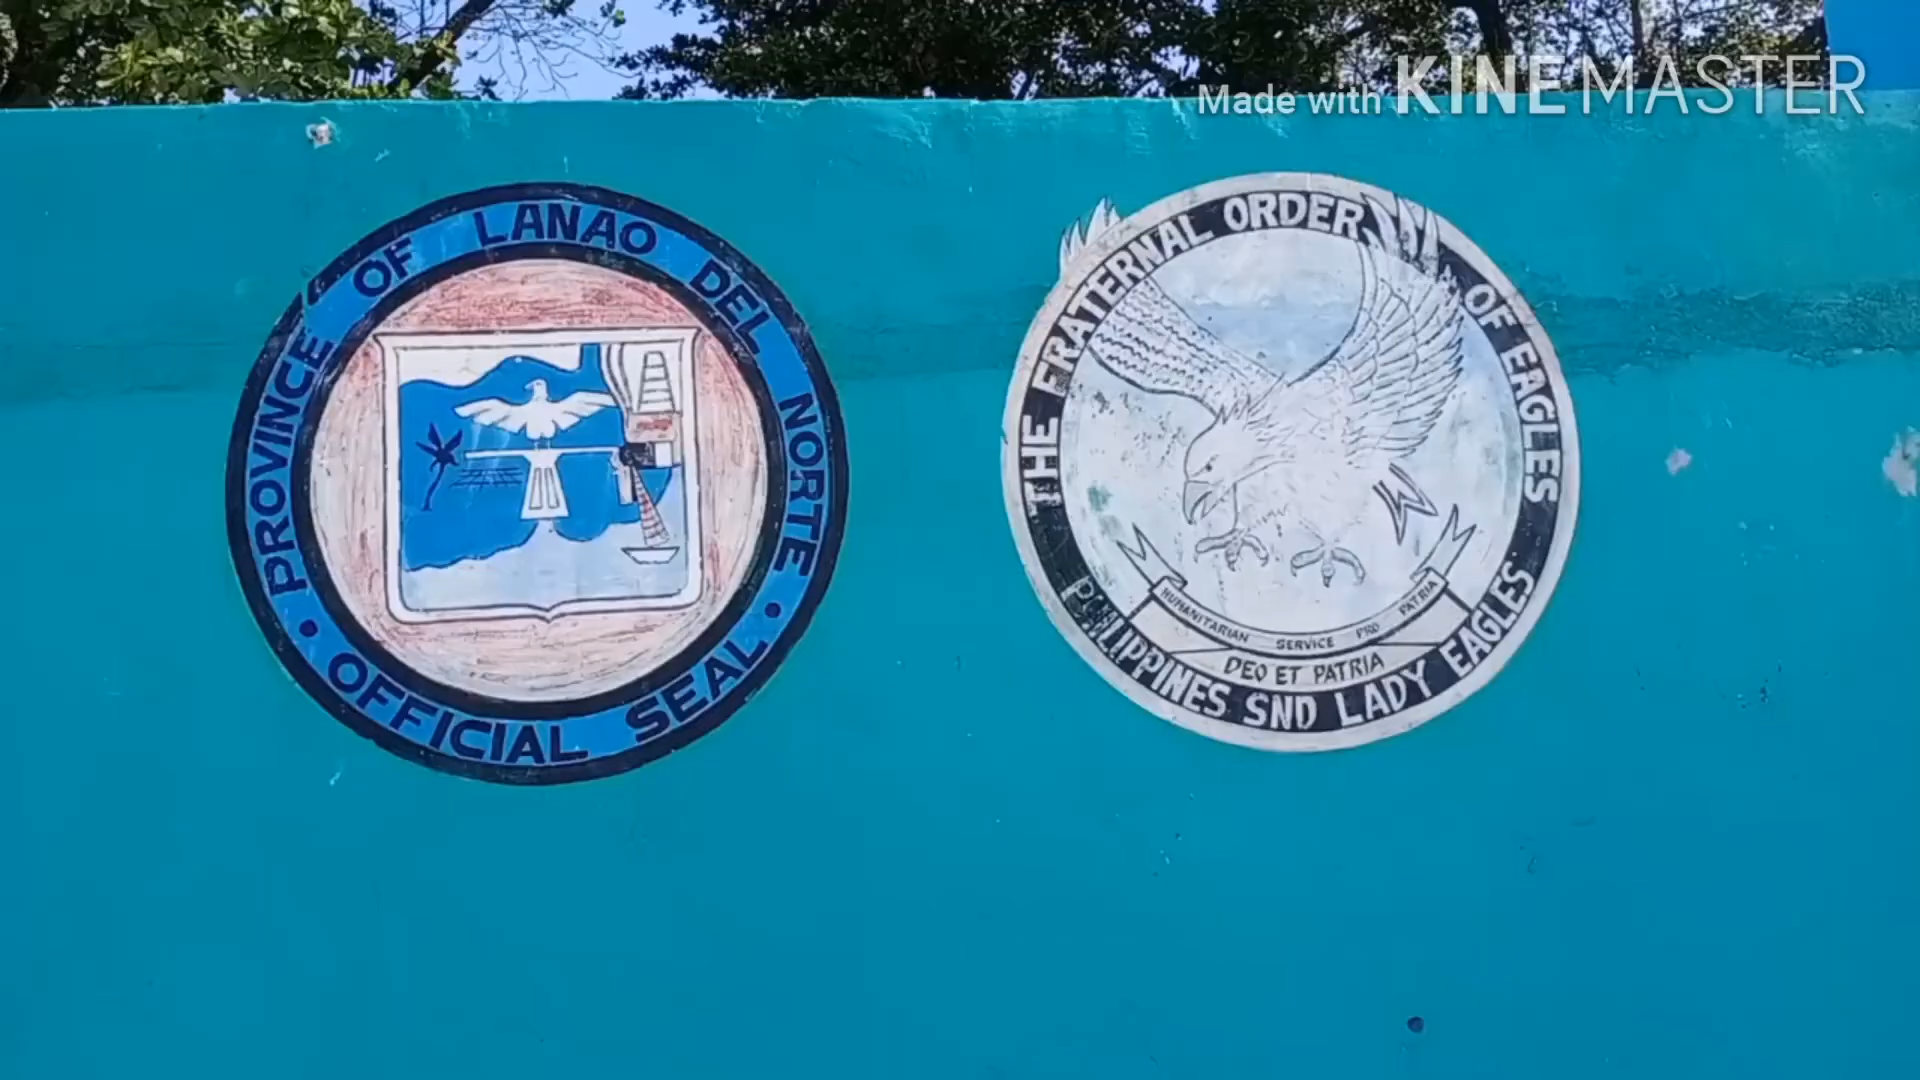 Made with KINEMASTER
PROVINCE OF LANAO DEL NORTE
• OFFICIAL SEAL •
THE FRATERNAL ORDER OF EAGLES
HUMANITARIAN SERVICE PRO PATRIA
DEO ET PATRIA
PHILIPPINES SND LADY EAGLES